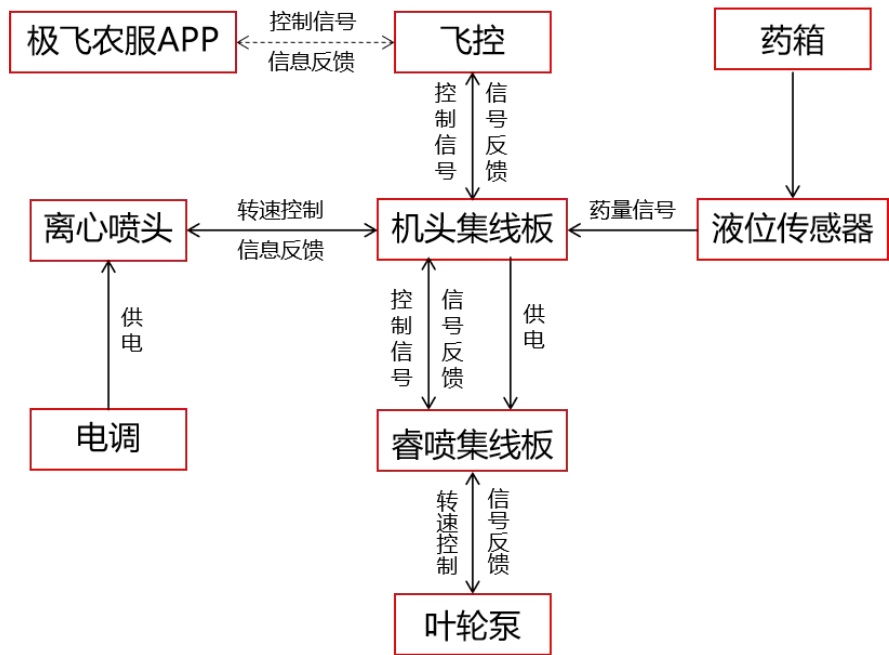 极飞农服APP
控制信号
信息反馈
飞控
药箱
控制信号
信号反馈
离心喷头
转速控制
信息反馈
机头集线板
药量信号
液位传感器
供电
控制信号
信号反馈
供电
电调
睿喷集线板
转速控制
信号反馈
叶轮泵